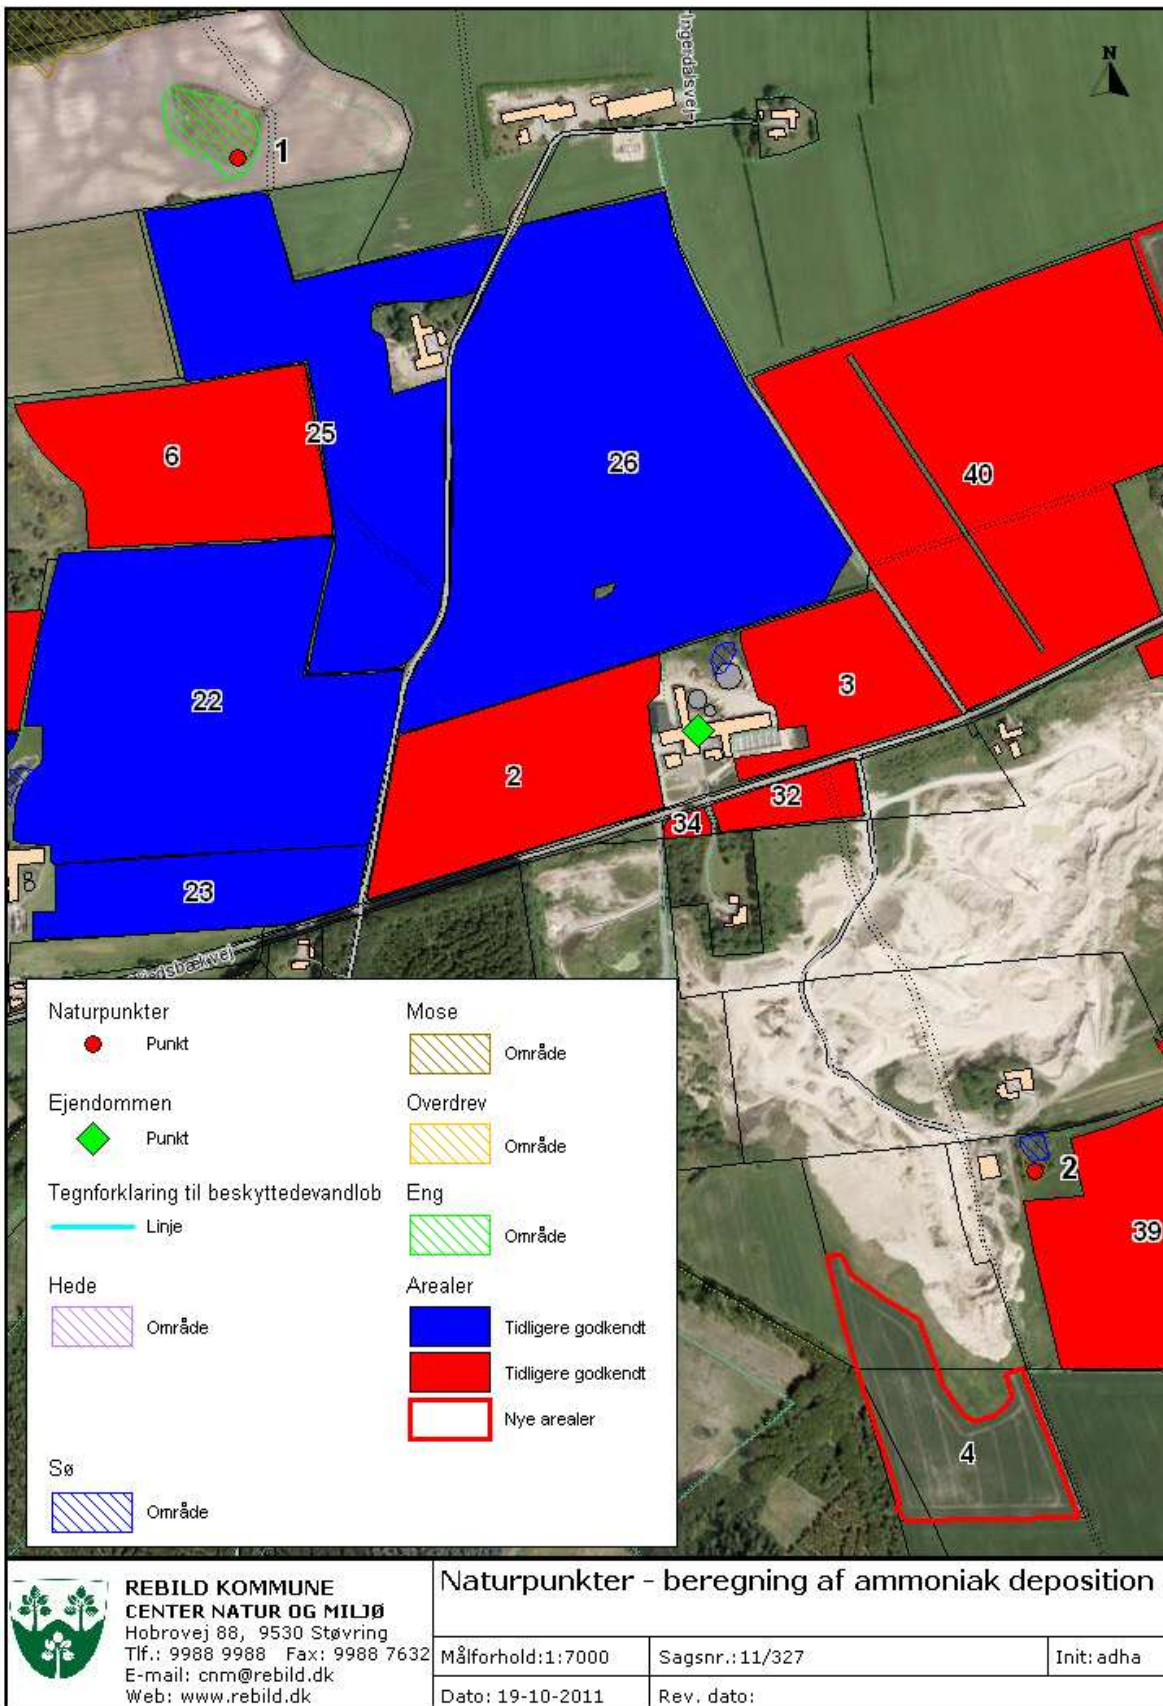 Ingerdalsvej
N
1
25
6
26
40
22
3
2
32
34
23
2
39
4
Naturpunkter
Punkt
Ejendommen
Punkt
Tegnforklaring til beskyttedevandlob
Linje
Hede
Område
Sø
Område
Mose
Område
Overdrev
Område
Eng
Område
Arealer
Tidligere godkendt
Tidligere godkendt
Nye arealer
REBILD KOMMUNE
CENTER NATUR OG MILJØ
Hobrovej 88, 9530 Støvring
Tlf.: 9988 9988 Fax: 9988 7632
E-mail: cnm@rebild.dk
Web: www.rebild.dk
Naturpunkter - beregning af ammoniak deposition
Målforhold:1:7000
Sagsnr.:11/327
Init: adha
Dato: 19-10-2011
Rev. dato: